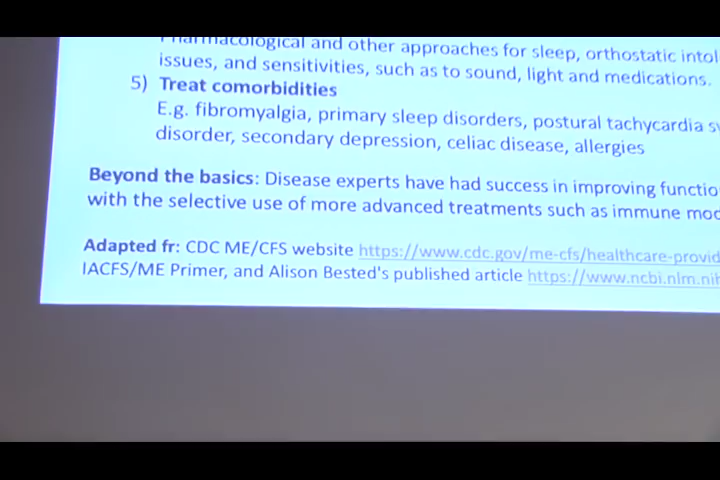 Pharmacological and other approaches for sleep, orthostatic intol
issues, and sensitivities, such as to sound, light and medications.
5) Treat comorbidities
E.g. fibromyalgia, primary sleep disorders, postural tachycardia sy
disorder, secondary depression, celiac disease, allergies
Beyond the basics: Disease experts have had success in improving functio
with the selective use of more advanced treatments such as immune mod
Adapted fr: CDC ME/CFS website https://www.cdc.gov/me-cfs/healthcare-provid
IACFS/ME Primer, and Alison Bested's published article https://www.ncbi.nlm.nih